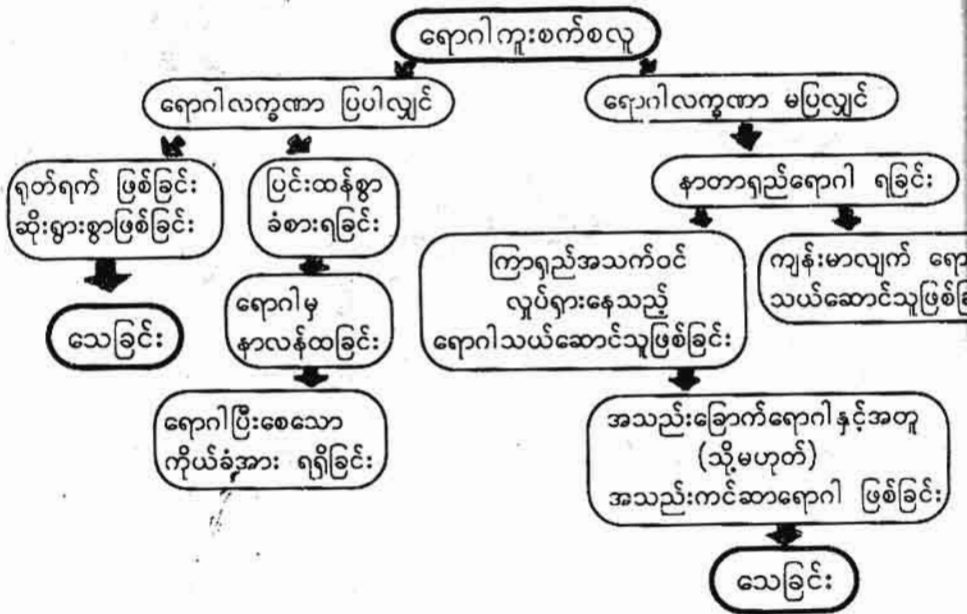 ရောဂါကူးစက်စလူ
ရောဂါလက္ခဏာ ပြပါလျှင်
ရောဂါလက္ခဏာ မပြလျှင်
ရုတ်ရက် ဖြစ်ခြင်း
ဆိုးရွားစွာဖြစ်ခြင်း
ပြင်းထန်စွာ
ခံစားရခြင်း
နာတာရှည်ရောဂါ ရခြင်း
သေခြင်း
ရောဂါမှ
နာလန်ထခြင်း
ကြာရှည်အသက်ဝင်
လှုပ်ရှားနေသည့်
ရောဂါသယ်ဆောင်သူဖြစ်ခြင်း
ကျန်းမာလျက်
သယ်ဆောင်သူဖြစ်
ရောဂါပြီးစေသော
ကိုယ်ခံအား ရရှိခြင်း
အသည်းခြောက်ရောဂါနှင့်အတူ
(သို့မဟုတ်)
အသည်းကင်ဆာရောဂါ ဖြစ်ခြင်း
သေခြင်း